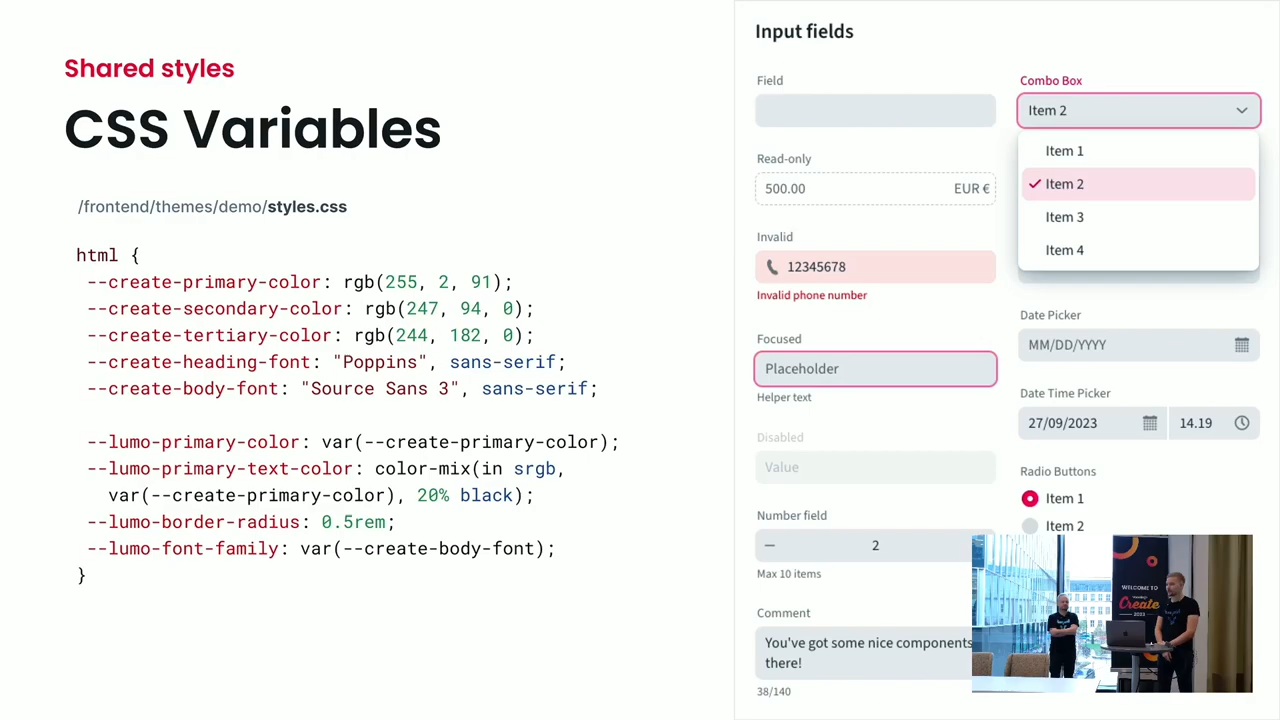 Shared styles
CSS Variables
/frontend/themes/demo/styles.css
html {
--create-primary-color: rgb(255, 2, 91);
--create-secondary-color: rgb(247, 94, 0);
--create-tertiary-color: rgb(244, 182, 0);
--create-heading-font: "Poppins", sans-serif;
--create-body-font: "Source Sans 3", sans-serif;
--lumo-primary-color: var(--create-primary-color);
--lumo-primary-text-color: color-mix(in srgb,
var(--create-primary-color), 20% black);
--lumo-border-radius: 0.5rem;
--lumo-font-family: var(--create-body-font);
}
Input fields
Field
Read-only
500.00 EUR €
Invalid
12345678
Invalid phone number
Focused
Placeholder
Helper text
Disabled
Value
Number field
2
Max 10 items
Comment
You've got some nice components
there!
38/140
Combo Box
Item 2
Item 1
Item 2
Item 3
Item 4
Date Picker
MM/DD/YYYY
Date Time Picker
27/09/2023 14.19
Radio Buttons
Item 1
Item 2
WELCOME TO
Create
2023